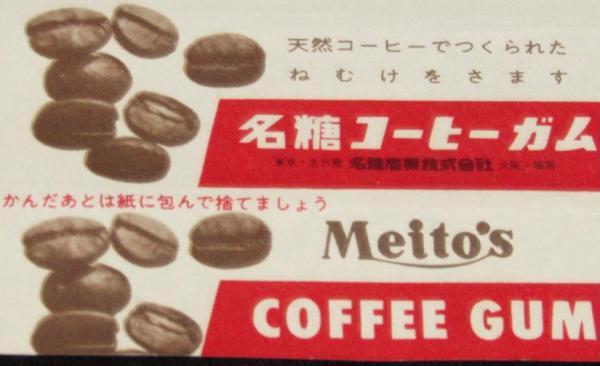 天然コーヒーでつくられた
ねむけをさます
名糖コーヒーガム
東京・名古屋 名糖産業株式会社 大阪・福岡
かんだあとは紙に包んで捨てましょう
Meito's
COFFEE GUM